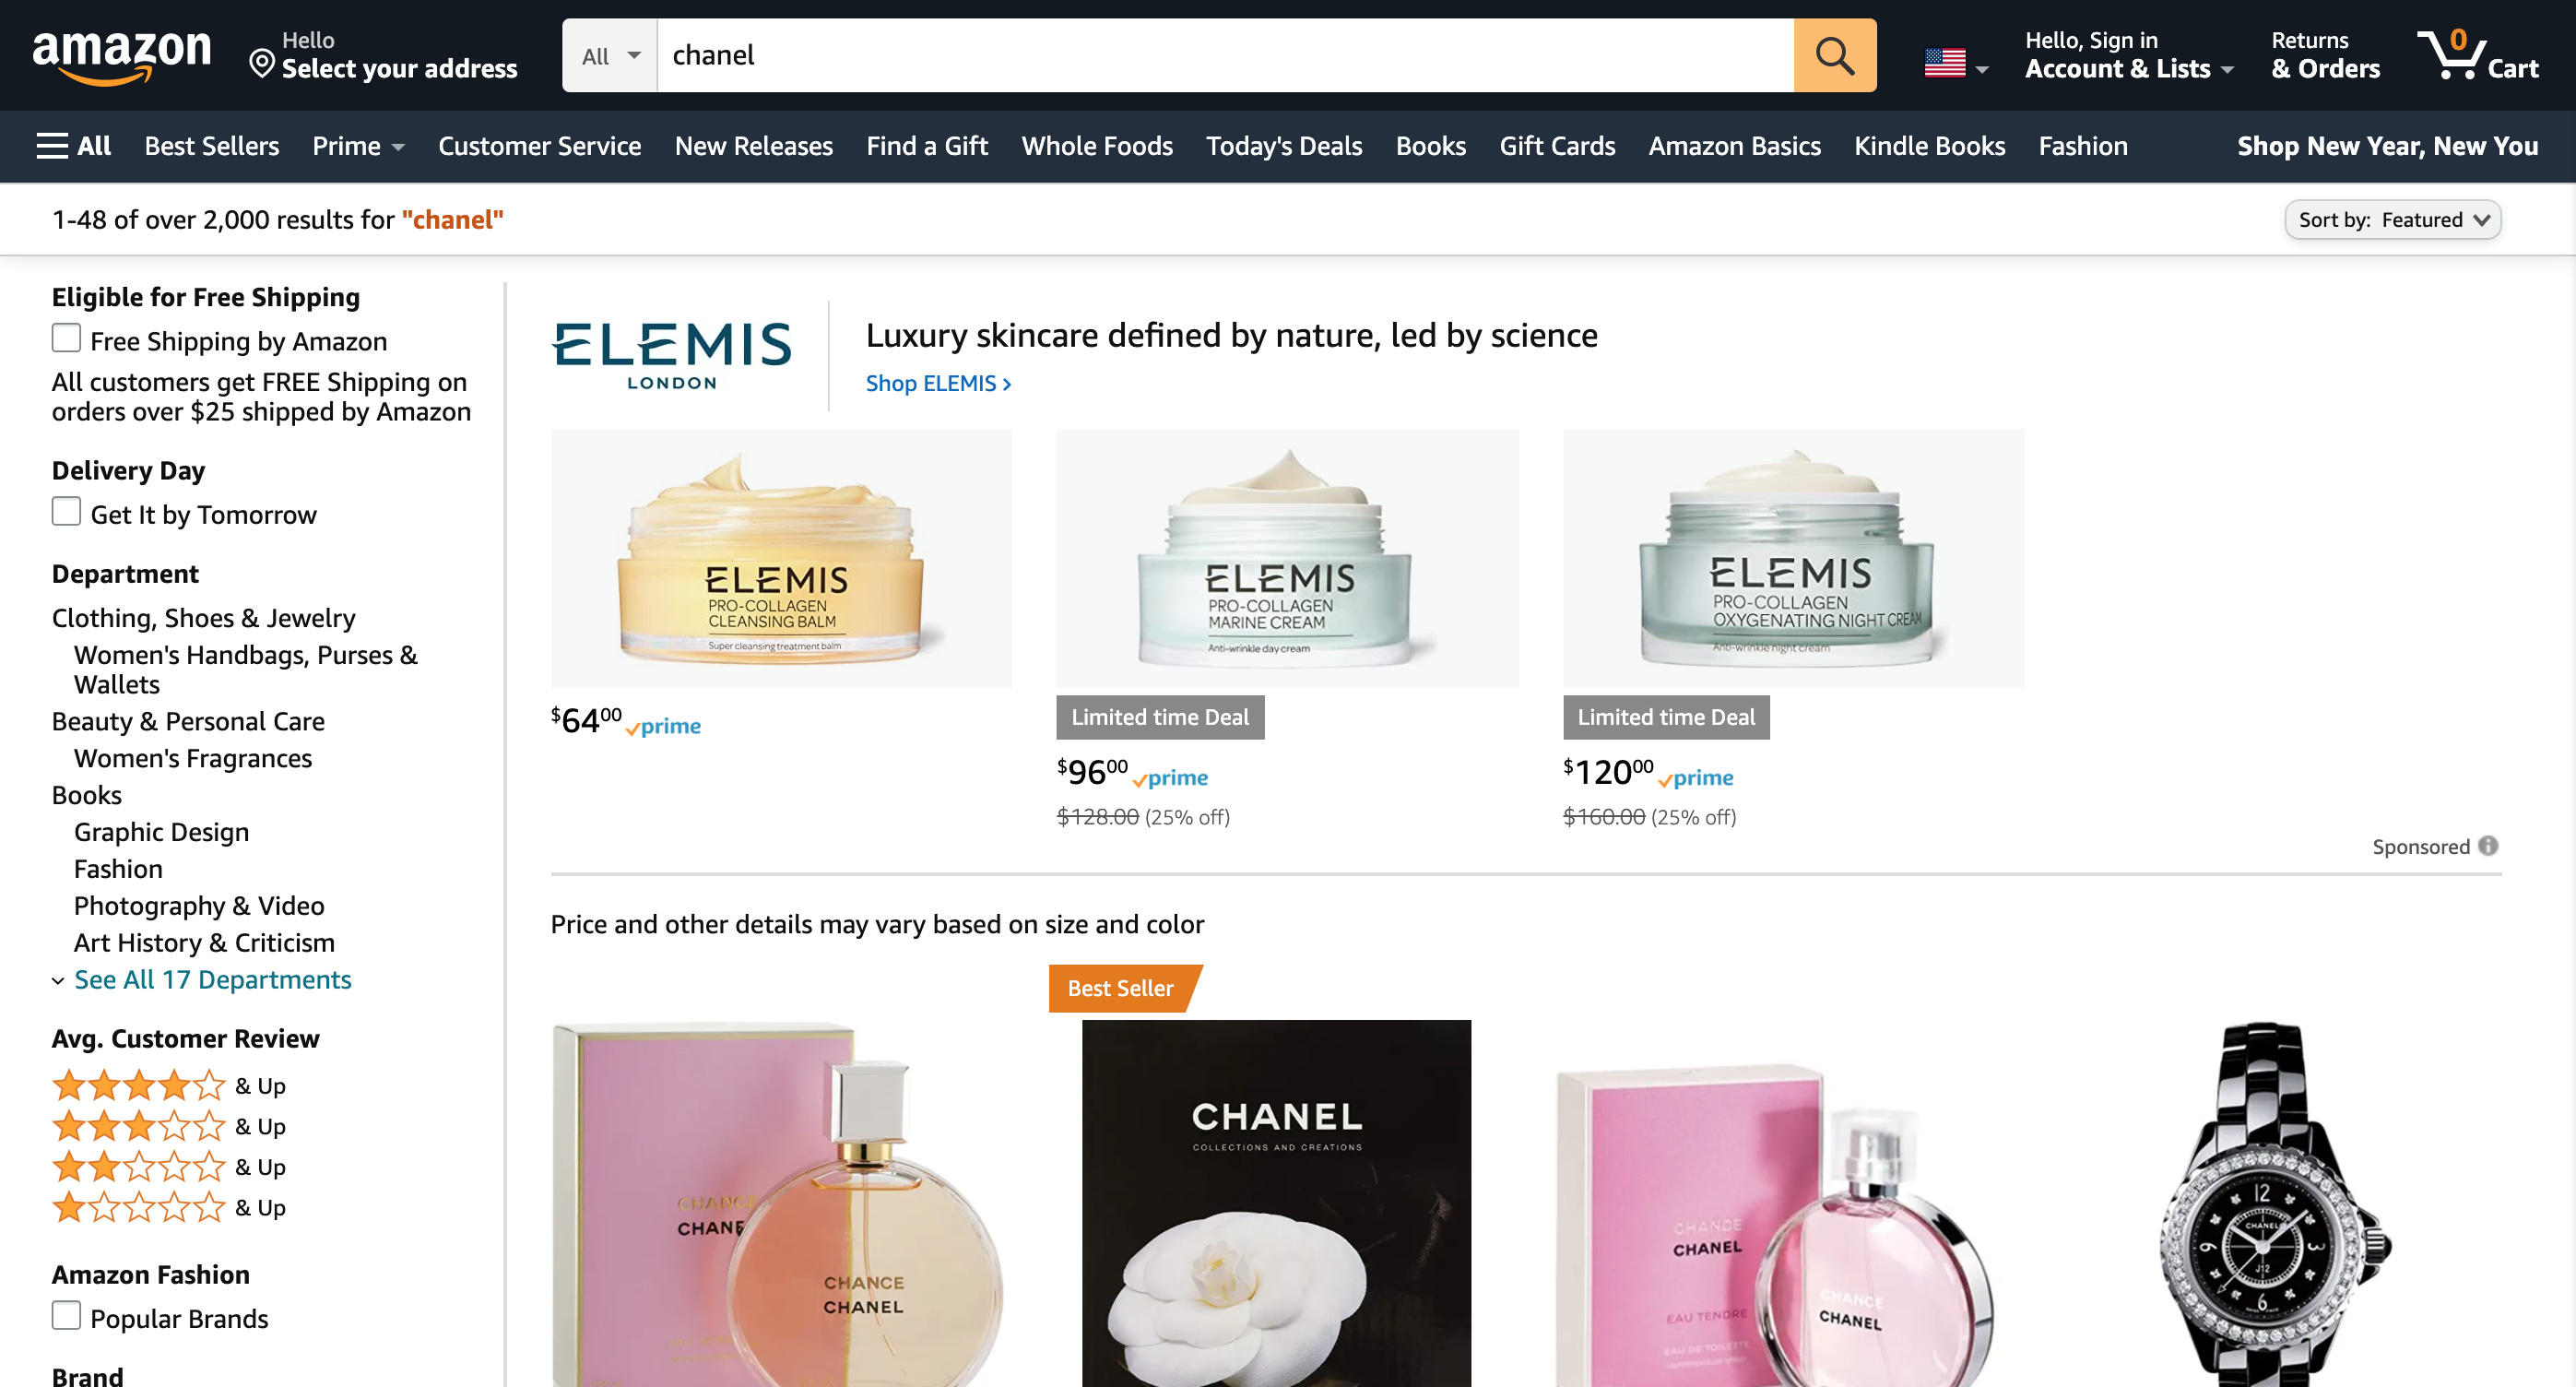 amazon
Hello
Select your address
All
chanel
Hello, Sign in
Account & Lists
Returns
& Orders
0
Cart
All
Best Sellers
Prime
Customer Service
New Releases
Find a Gift
Whole Foods
Today's Deals
Books
Gift Cards
Amazon Basics
Kindle Books
Fashion
Shop New Year, New You
1-48 of over 2,000 results for "chanel"
Sort by: Featured
Eligible for Free Shipping
Free Shipping by Amazon
All customers get FREE Shipping on
orders over $25 shipped by Amazon
Delivery Day
Get It by Tomorrow
Department
Clothing, Shoes & Jewelry
Women's Handbags, Purses &
Wallets
Beauty & Personal Care
Women's Fragrances
Books
Graphic Design
Fashion
Photography & Video
Art History & Criticism
See All 17 Departments
Avg. Customer Review
& Up
& Up
& Up
& Up
Amazon Fashion
Popular Brands
Brand
ELEMIS
LONDON
Luxury skincare defined by nature, led by science
Shop ELEMIS ›
ELEMIS
PRO-COLLAGEN
CLEANSING BALM
Super cleansing treatment balm
$6400 prime
ELEMIS
PRO-COLLAGEN
MARINE CREAM
Anti-wrinkle day cream
Limited time Deal
$9600 prime
$128.00 (25% off)
ELEMIS
PRO-COLLAGEN
OXYGENATING NIGHT CREAM
Anti-wrinkle night cream
Limited time Deal
$12000 prime
$160.00 (25% off)
Sponsored
Price and other details may vary based on size and color
CHANCE
CHANE
CHANCE
CHANEL
Best Seller
CHANEL
COLLECTIONS AND CREATIONS
CHANCE
CHANEL
EAU TENDRE
EAU DE TOILETTE
CHANCE
CHANEL
12
CHANEL
9
3
J12
6